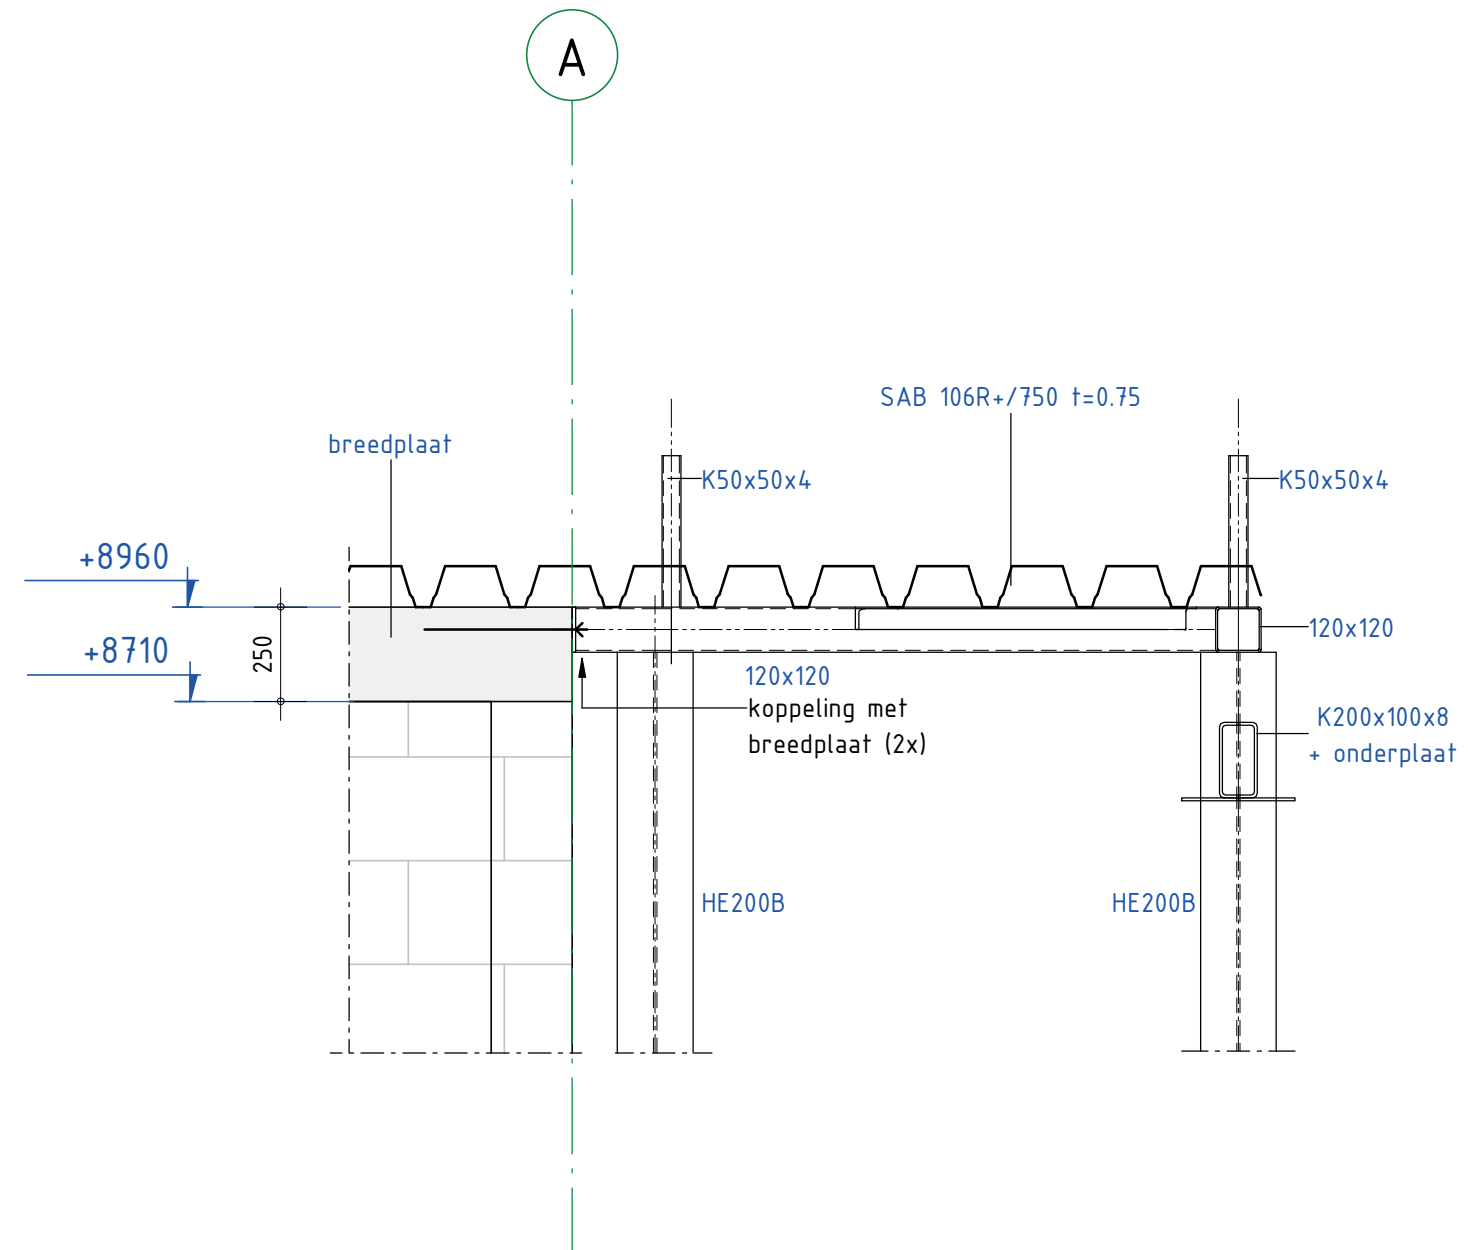 A
SAB 106R+/750 t=0.75
breedplaat
K50x50x4
K50x50x4
+8960
120x120
+8710
250
120x120
koppeling met
breedplaat (2x)
K200x100x8
+ onderplaat
HE200B
HE200B